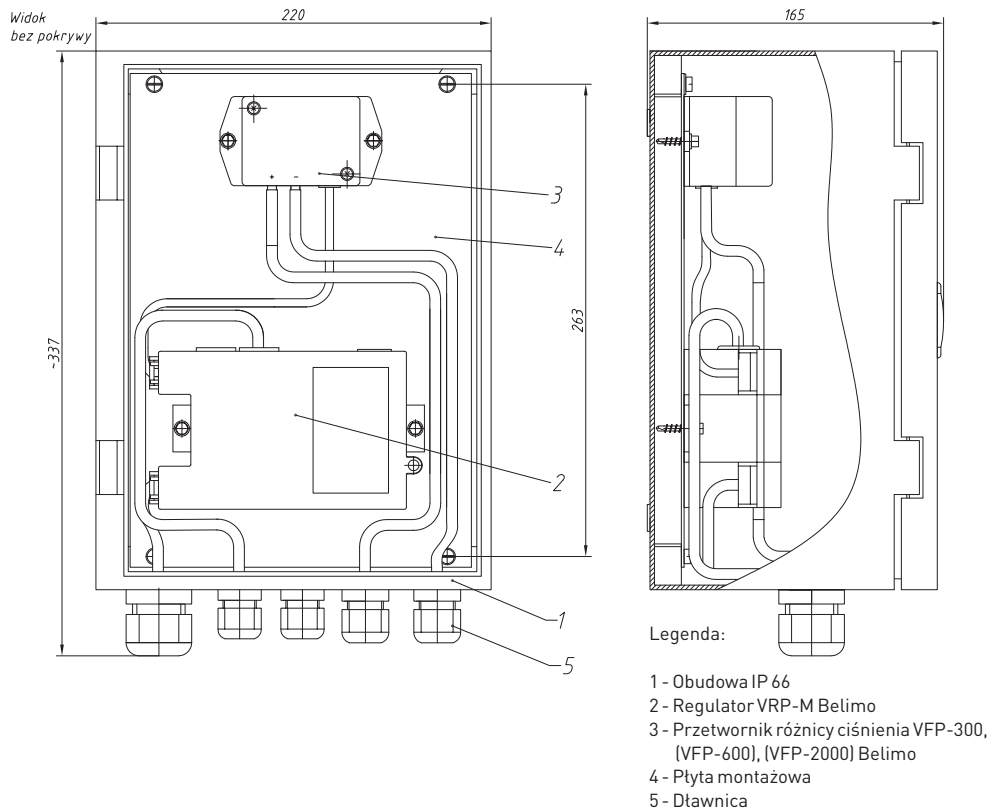 Widok
bez pokrywy
220
165
+ -
3
4
263
~337
2
1
5
Legenda:
1 - Obudowa IP 66
2 - Regulator VRP-M Belimo
3 - Przetwornik różnicy ciśnienia VFP-300,
(VFP-600), (VFP-2000) Belimo
4 - Płyta montażowa
5 - Dławnica